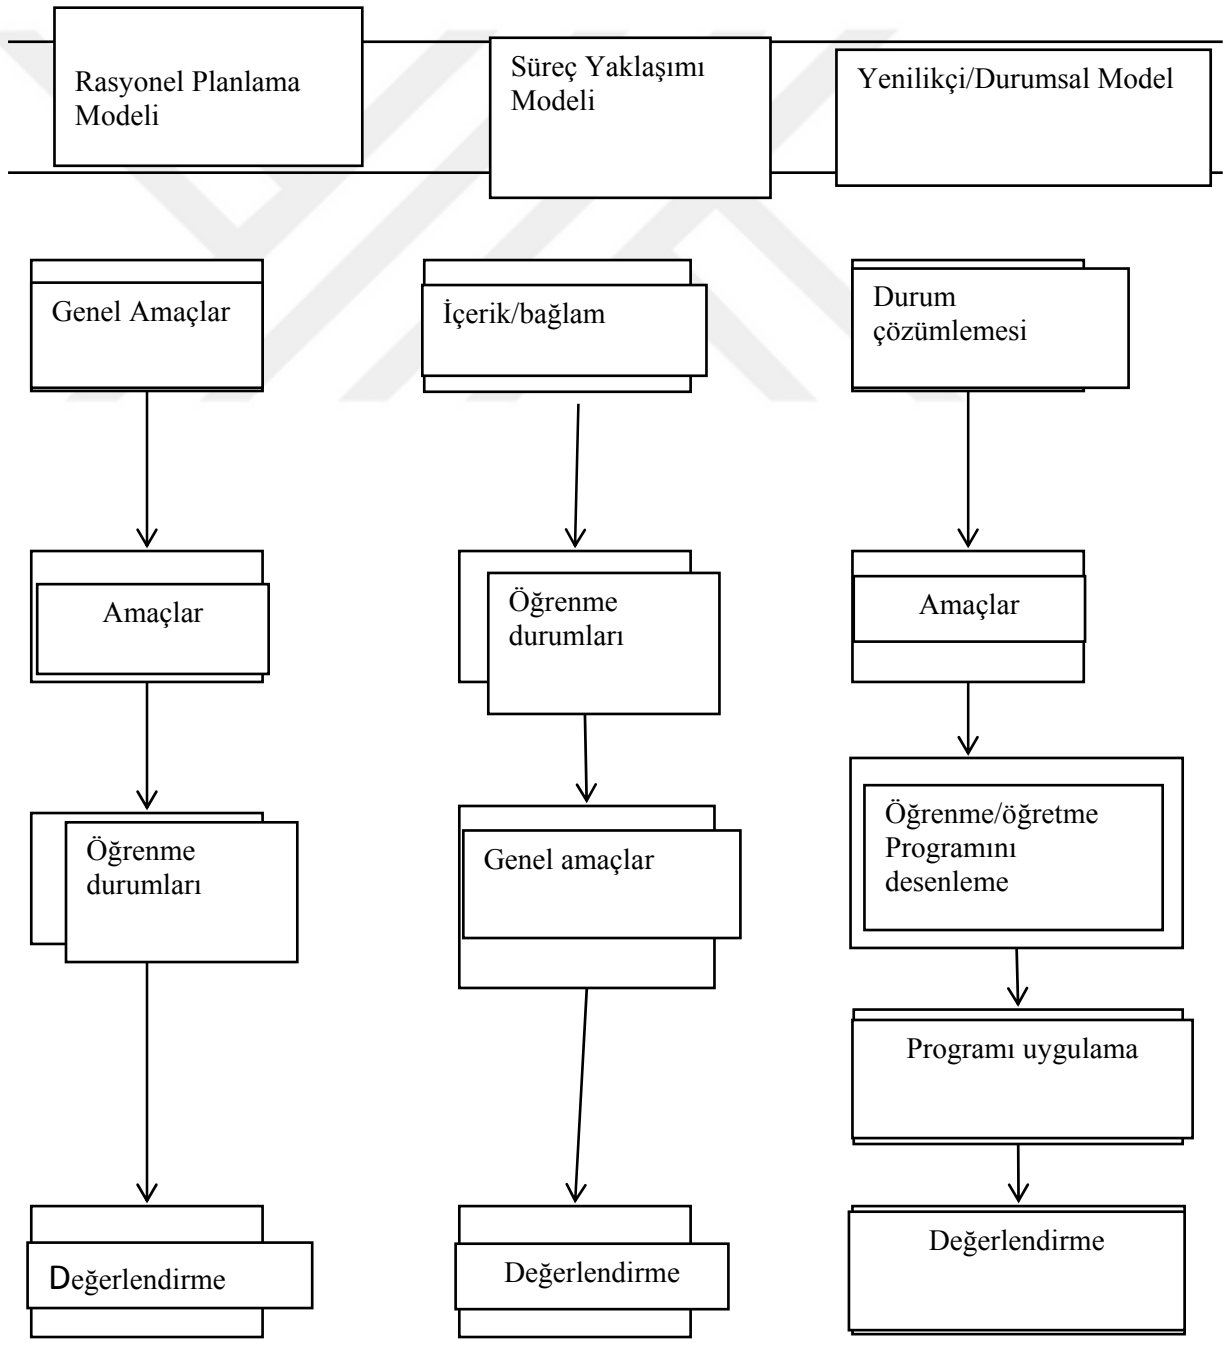 Rasyonel Planlama
Modeli
Süreç Yaklaşımı
Modeli
Yenilikçi/Durumsal Model
Genel Amaçlar
İçerik/bağlam
Durum
çözümlemesi
Amaçlar
Öğrenme
durumları
Amaçlar
Öğrenme
durumları
Genel amaçlar
Öğrenme/öğretme
Programını
desenleme
Programı uygulama
Değerlendirme
Değerlendirme
Değerlendirme